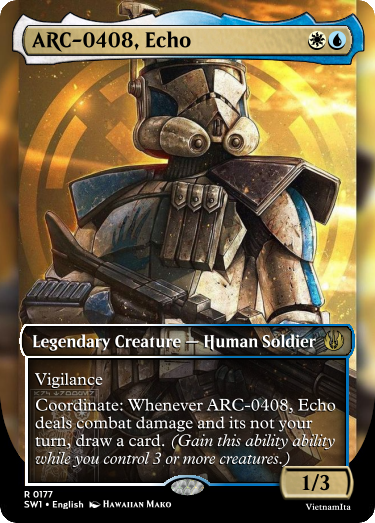 ARC-0408, Echo
Legendary Creature — Human Soldier
Vigilance
Coordinate: Whenever ARC-0408, Echo
deals combat damage and its not your
turn, draw a card. (Gain this ability ability
while you control 3 or more creatures.)
1/3
R 0177
SW1 • English Hawaiian Mako
VietnamIta